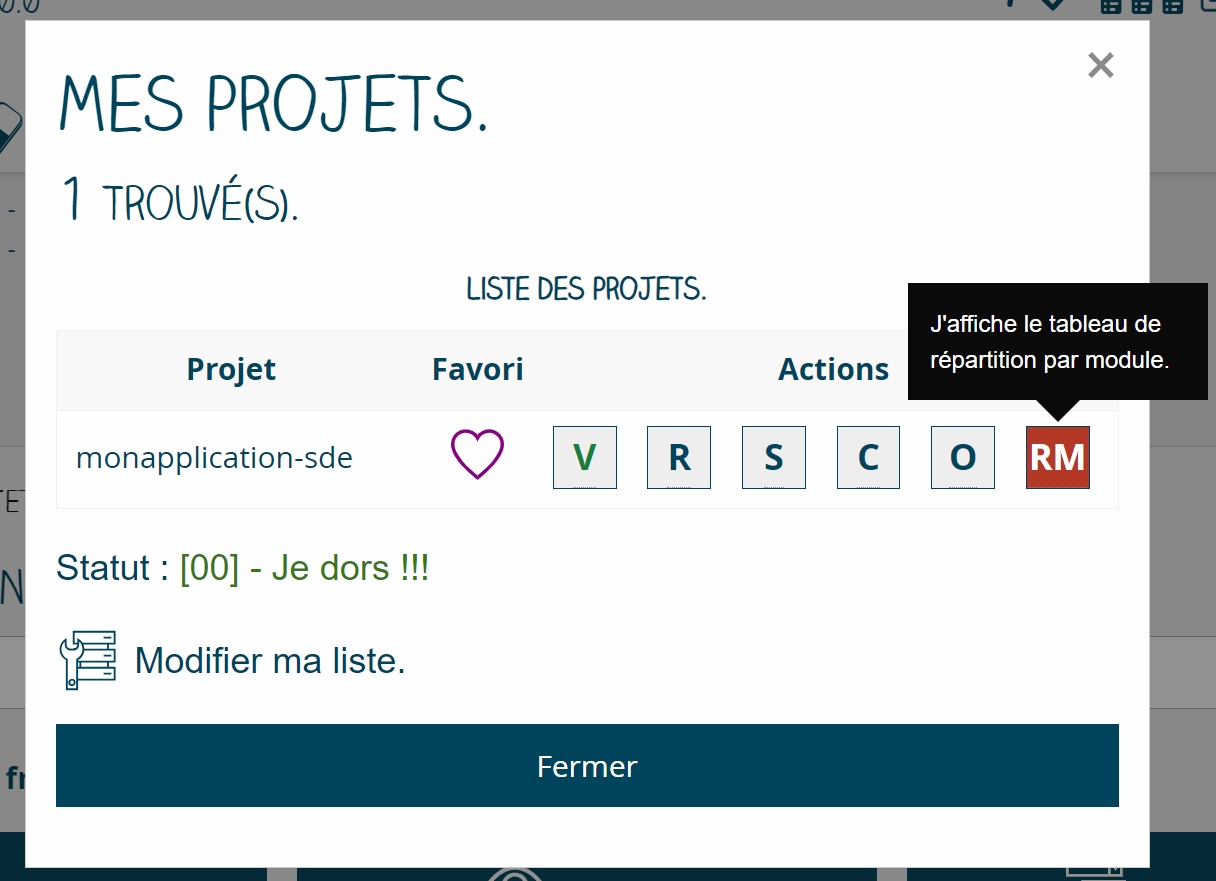 MES PROJETS.
1 TROUVÉ(S).
LISTE DES PROJETS.
J'affiche le tableau de
répartition par module.
Projet Favori Actions
monapplication-sde V R S C O RM
Statut : [00] - Je dors !!!
Modifier ma liste.
Fermer